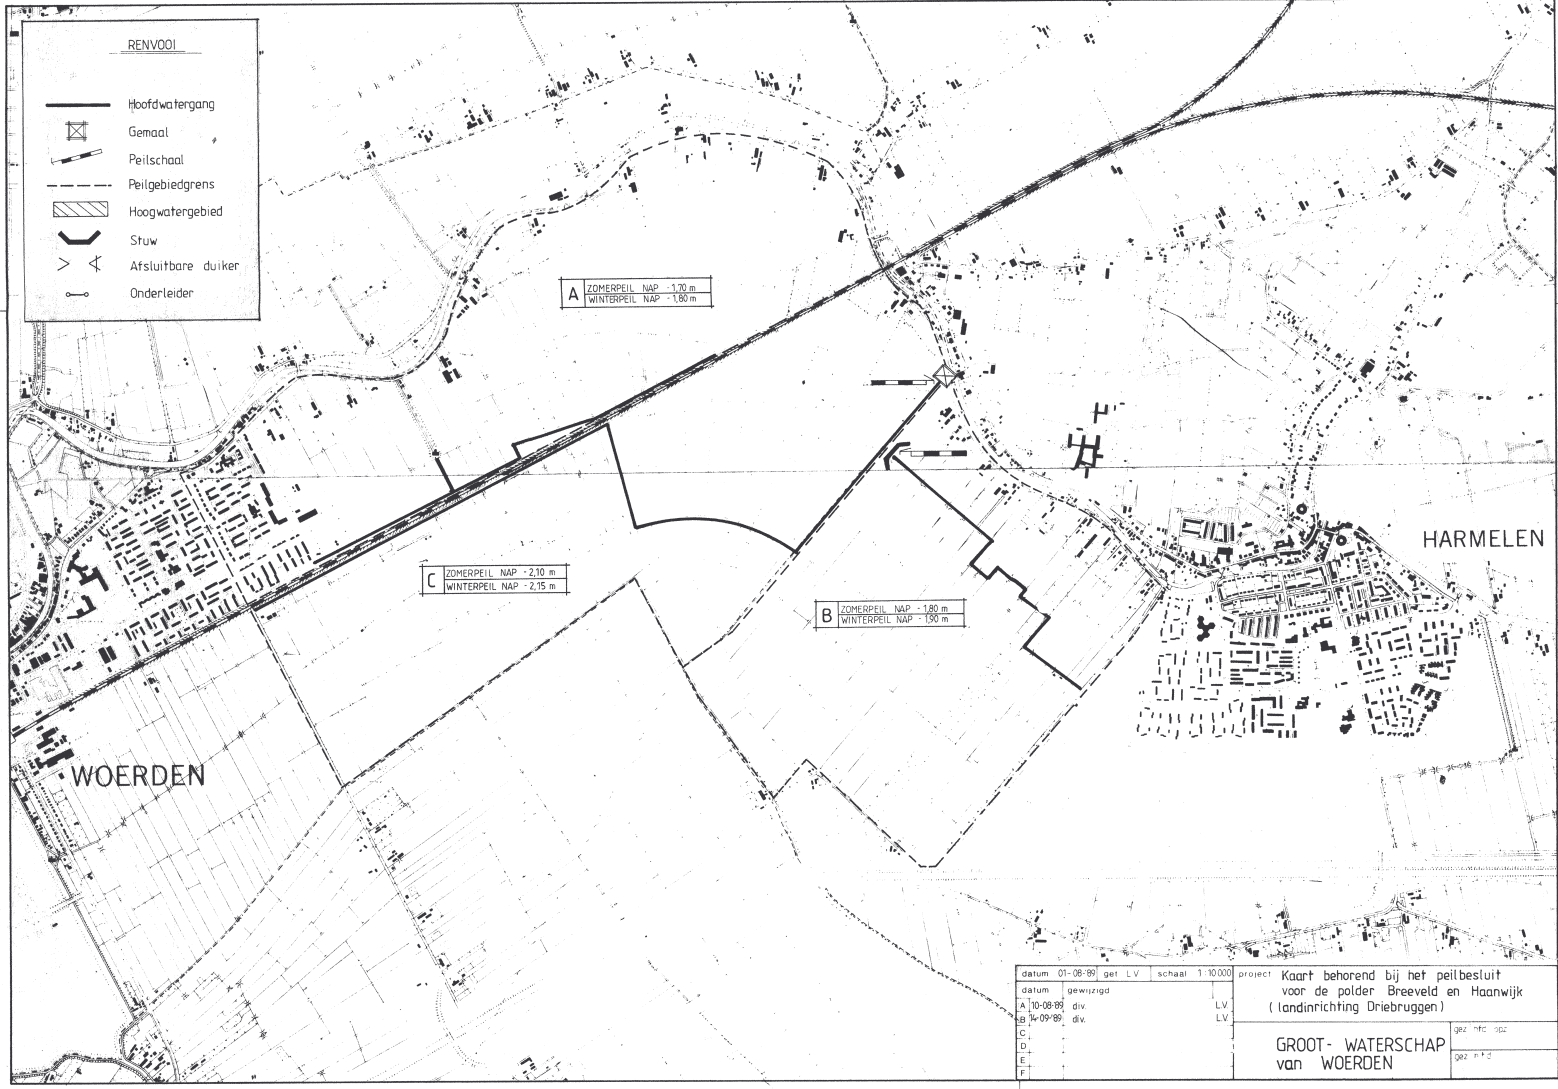 RENVOOI
Hoofdwatergang
Gemaal
Peilschaal
Peilgebiedgrens
Hoogwatergebied
Stuw
Afsluitbare duiker
Onderleider
A
ZOMERPEIL NAP - 1,70 m
WINTERPEIL NAP - 1,80 m
C
ZOMERPEIL NAP - 2,10 m
WINTERPEIL NAP - 2,15 m
B
ZOMERPEIL NAP - 1,80 m
WINTERPEIL NAP - 1,90 m
HARMELEN
WOERDEN
datum 01-08-'89 get L.V. schaal 1:10.000
datum gewijzigd
A 10-08-'89 div. L.V.
B 14-09-'89 div. L.V.
C
D
E
F
project Kaart behorend bij het peilbesluit
voor de polder Breeveld en Haanwijk
(landinrichting Driebruggen)
GROOT- WATERSCHAP
van WOERDEN